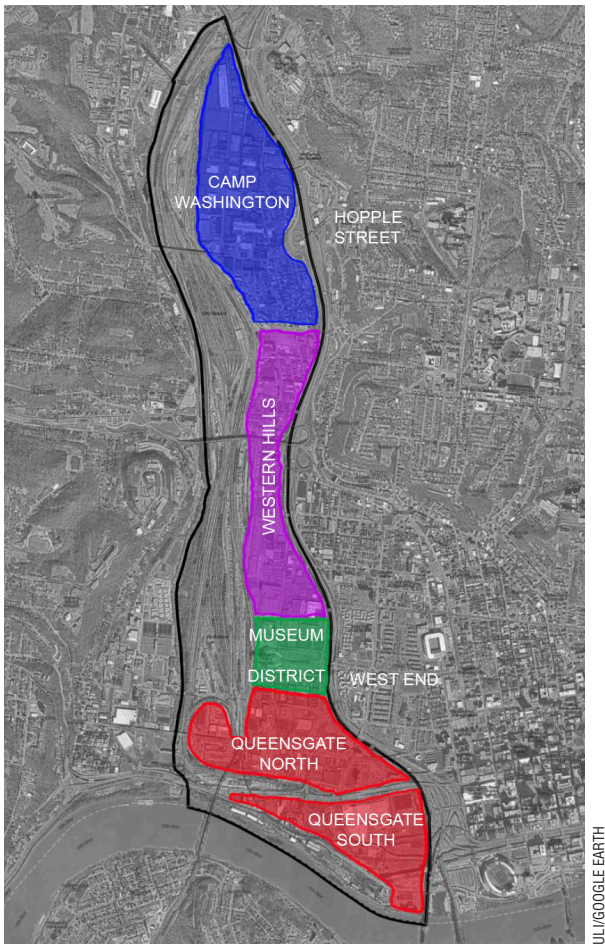 CAMP
WASHINGTON
HOPPLE
STREET
WESTERN HILLS
MUSEUM
DISTRICT
WEST END
QUEENSGATE
NORTH
QUEENSGATE
SOUTH
ULI/GOOGLE EARTH